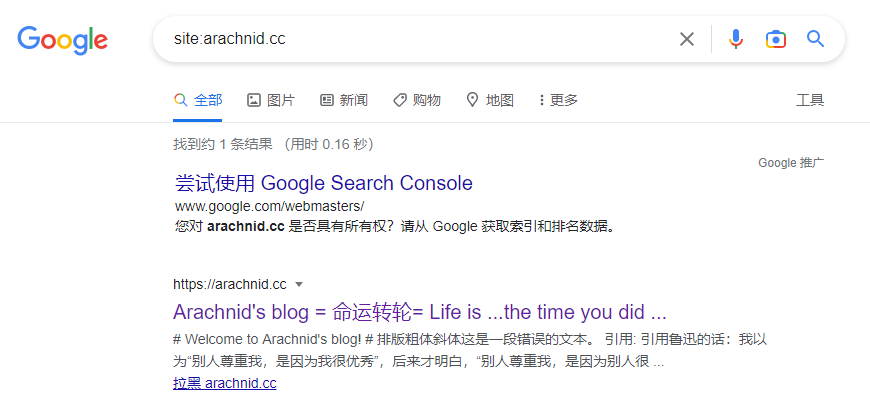 Google site:arachnid.cc
全部 图片 新闻 购物 地图 更多 工具
找到约 1 条结果 （用时 0.16 秒）
Google 推广
尝试使用 Google Search Console
www.google.com/webmasters/
您对 arachnid.cc 是否具有所有权？请从 Google 获取索引和排名数据。
https://arachnid.cc
Arachnid's blog = 命运转轮= Life is ...the time you did ...
# Welcome to Arachnid's blog! # 排版粗体斜体这是一段错误的文本。 引用: 引用鲁迅的话：我以
为“别人尊重我，是因为我很优秀”，后来才明白，“别人尊重我，是因为别人很 ...
拉黑 arachnid.cc